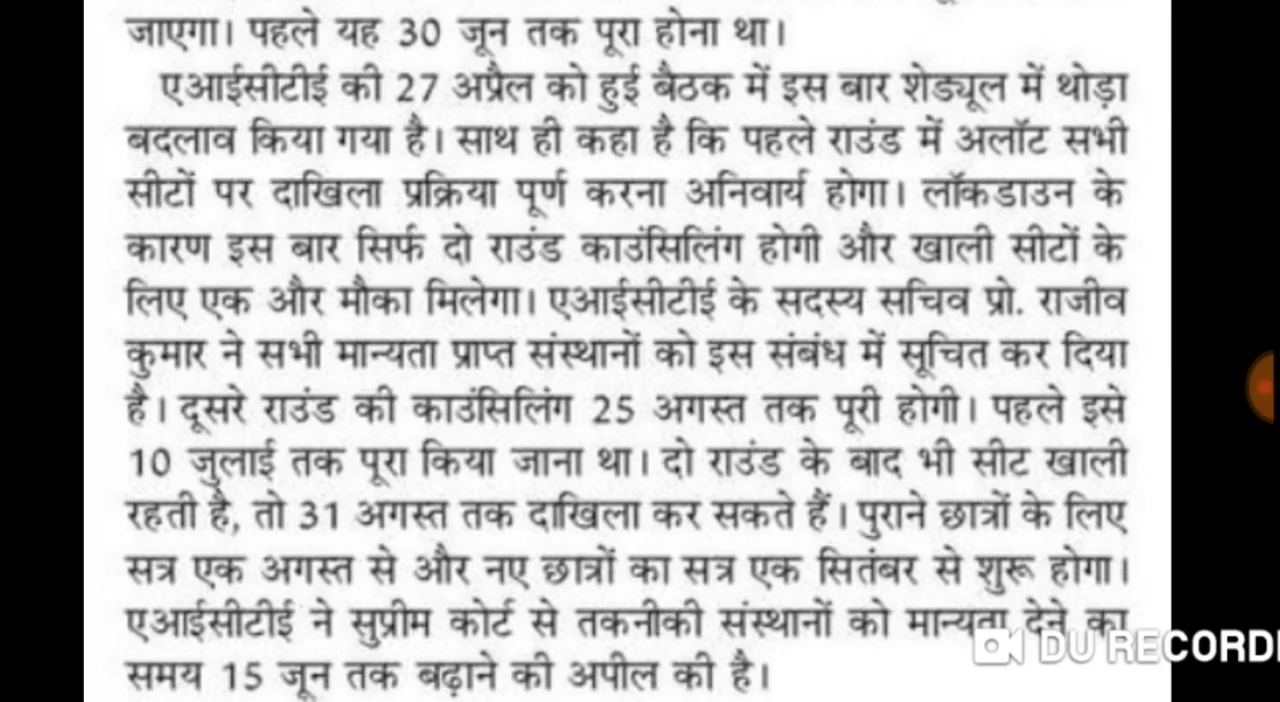 जाएगा। पहले यह 30 जून तक पूरा होना था।
एआईसीटीई की 27 अप्रैल को हुई बैठक में इस बार शेड्यूल में थोड़ा
बदलाव किया गया है। साथ ही कहा है कि पहले राउंड में अलॉट सभी
सीटों पर दाखिला प्रक्रिया पूर्ण करना अनिवार्य होगा। लॉकडाउन के
कारण इस बार सिर्फ दो राउंड काउंसिलिंग होगी और खाली सीटों के
लिए एक और मौका मिलेगा। एआईसीटीई के सदस्य सचिव प्रो. राजीव
कुमार ने सभी मान्यता प्राप्त संस्थानों को इस संबंध में सूचित कर दिया
है। दूसरे राउंड की काउंसिलिंग 25 अगस्त तक पूरी होगी। पहले इसे
10 जुलाई तक पूरा किया जाना था। दो राउंड के बाद भी सीट खाली
रहती है, तो 31 अगस्त तक दाखिला कर सकते हैं। पुराने छात्रों के लिए
सत्र एक अगस्त से और नए छात्रों का सत्र एक सितंबर से शुरू होगा।
एआईसीटीई ने सुप्रीम कोर्ट से तकनीकी संस्थानों को मान्यता देने का
समय 15 जून तक बढ़ाने की अपील की है।
DU RECORD